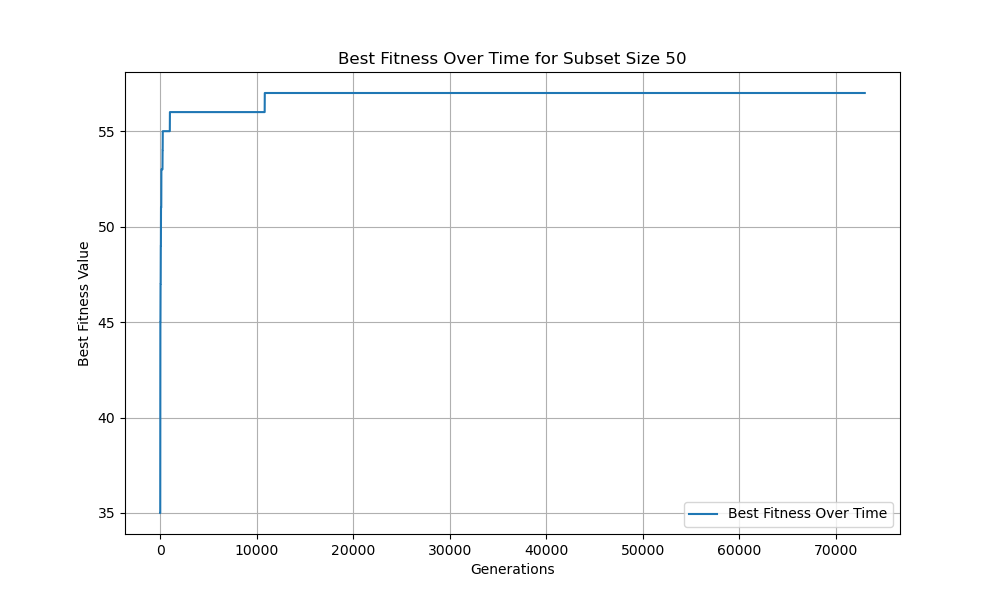 Best Fitness Over Time for Subset Size 50
Best Fitness Value
55
50
45
40
35
Best Fitness Over Time
0 10000 20000 30000 40000 50000 60000 70000
Generations